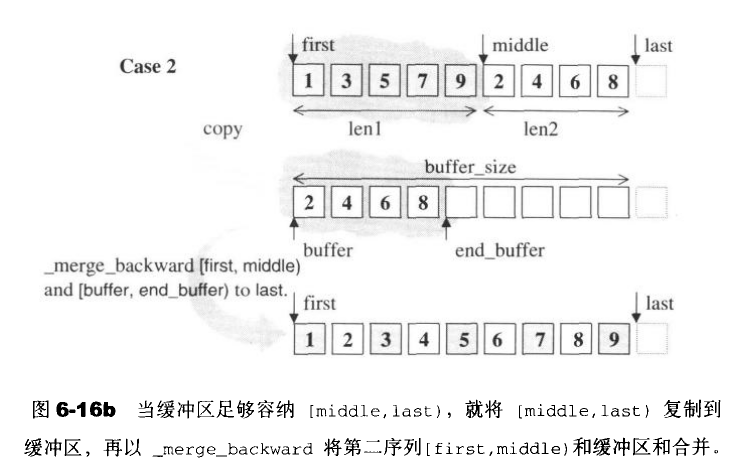 first middle last
Case 2
1 3 5 7 9 2 4 6 8
copy len1 len2
buffer_size
2 4 6 8
buffer end_buffer
_merge_backward [first, middle)
and [buffer, end_buffer) to last.
first last
1 2 3 4 5 6 7 8 9
图 6-16b 当缓冲区足够容纳 [middle,last), 就将 [middle,last) 复制到
缓冲区, 再以 _merge_backward 将第二序列[first,middle)和缓冲区和合并。